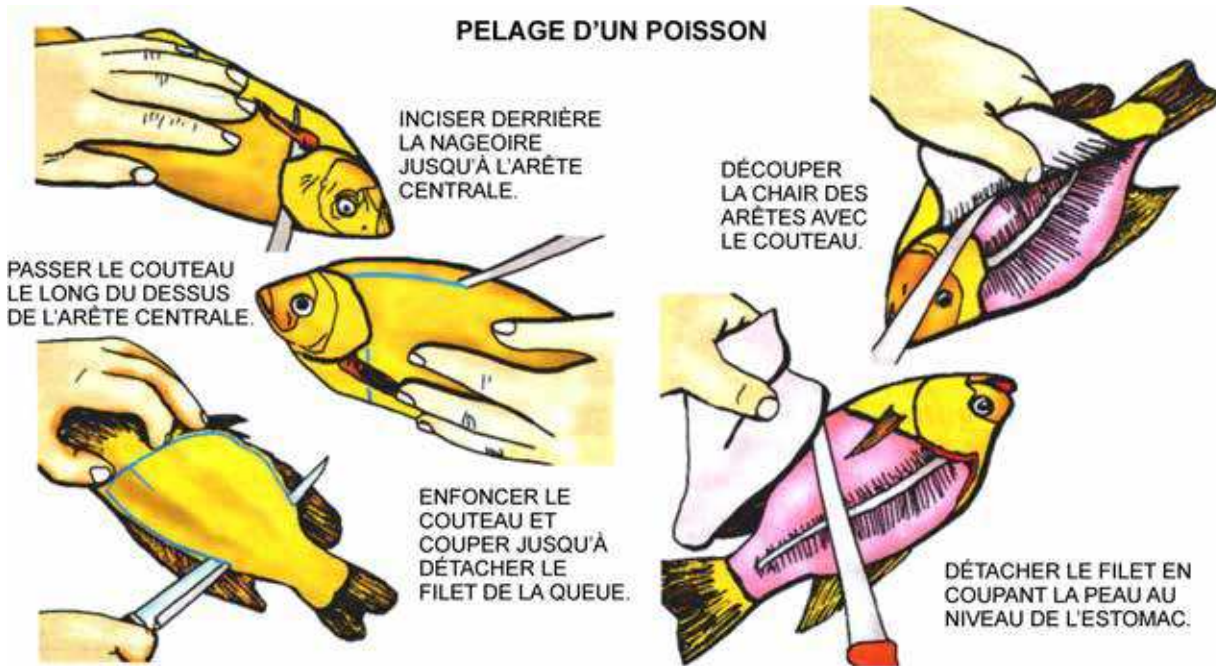 PELAGE D'UN POISSON
INCISER DERRIÈRE
LA NAGEOIRE
JUSQU'À L'ARÊTE
CENTRALE.
PASSER LE COUTEAU
LE LONG DU DESSUS
DE L'ARÊTE CENTRALE.
ENFONCER LE
COUTEAU ET
COUPER JUSQU'À
DÉTACHER LE
FILET DE LA QUEUE.
DÉCOUPER
LA CHAIR DES
ARÊTES AVEC
LE COUTEAU.
DÉTACHER LE FILET EN
COUPANT LA PEAU AU
NIVEAU DE L'ESTOMAC.